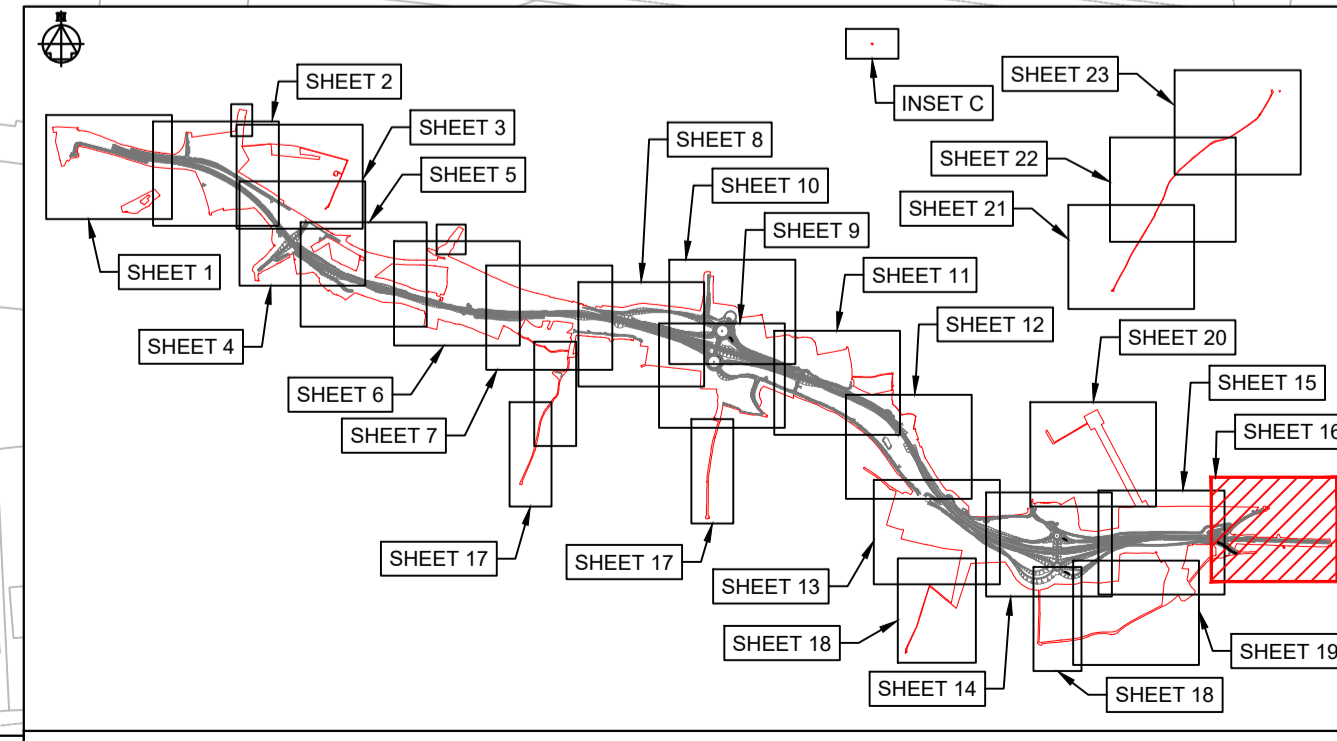 SHEET 2
SHEET 23
INSET C
SHEET 3
SHEET 8
SHEET 22
SHEET 5
SHEET 10
SHEET 21
SHEET 9
SHEET 1
SHEET 11
SHEET 12
SHEET 4
SHEET 20
SHEET 15
SHEET 6
SHEET 7
SHEET 16
SHEET 17
SHEET 17
SHEET 13
SHEET 18
SHEET 19
SHEET 14
SHEET 18